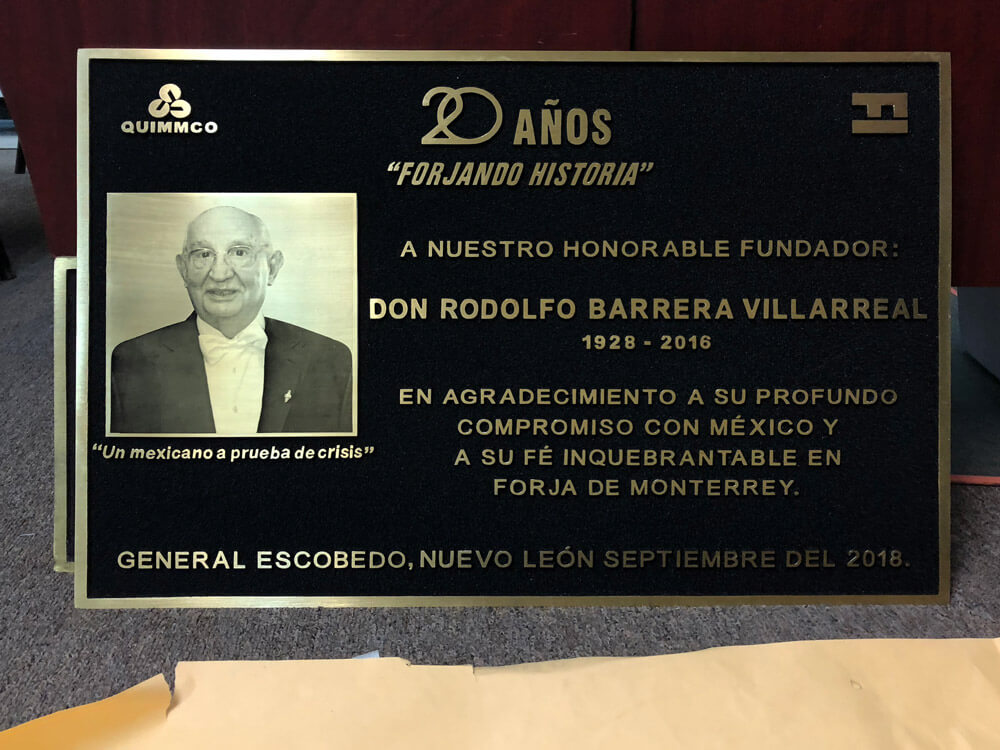 QUIMMCO
20 AÑOS
"FORJANDO HISTORIA"
A NUESTRO HONORABLE FUNDADOR:
DON RODOLFO BARRERA VILLARREAL
1928 - 2016
EN AGRADECIMIENTO A SU PROFUNDO
COMPROMISO CON MÉXICO Y
A SU FÉ INQUEBRANTABLE EN
FORJA DE MONTERREY.
"Un mexicano a prueba de crisis"
GENERAL ESCOBEDO, NUEVO LEÓN SEPTIEMBRE DEL 2018.